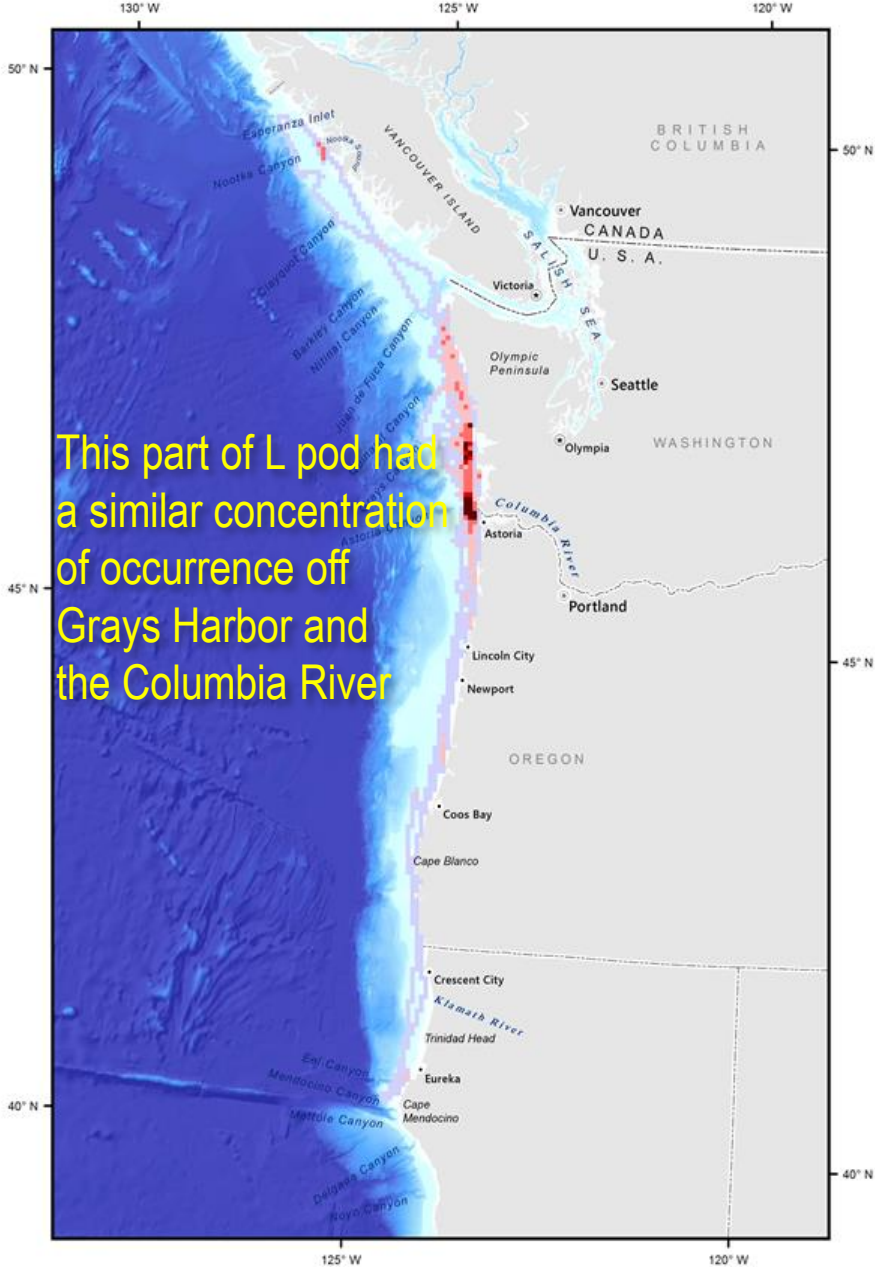 130° W
125° W
120° W
50° N
Esperanza Inlet
Nootka
Nootka Canyon
VANCOUVER ISLAND
BRITISH
COLUMBIA
50° N
Vancouver
CANADA
U. S. A.
SALISH SEA
Clayoquot Canyon
Victoria
Barkley Canyon
Nitinat Canyon
Juan de Fuca Canyon
Olympic
Peninsula
Seattle
Olympia
WASHINGTON
This part of L pod had
a similar concentration
of occurrence off
Grays Harbor and
the Columbia River
Canyon
Astoria
Columbia River
Astoria
45° N
Portland
Lincoln City
45° N
Newport
OREGON
Coos Bay
Cape Blanco
Crescent City
Klamath River
Trinidad Head
Eel Canyon
Eureka
Mendocino Canyon
40° N
Cape
Mendocino
Mattole Canyon
Delgada Canyon
40° N
Noyo Canyon
125° W
120° W